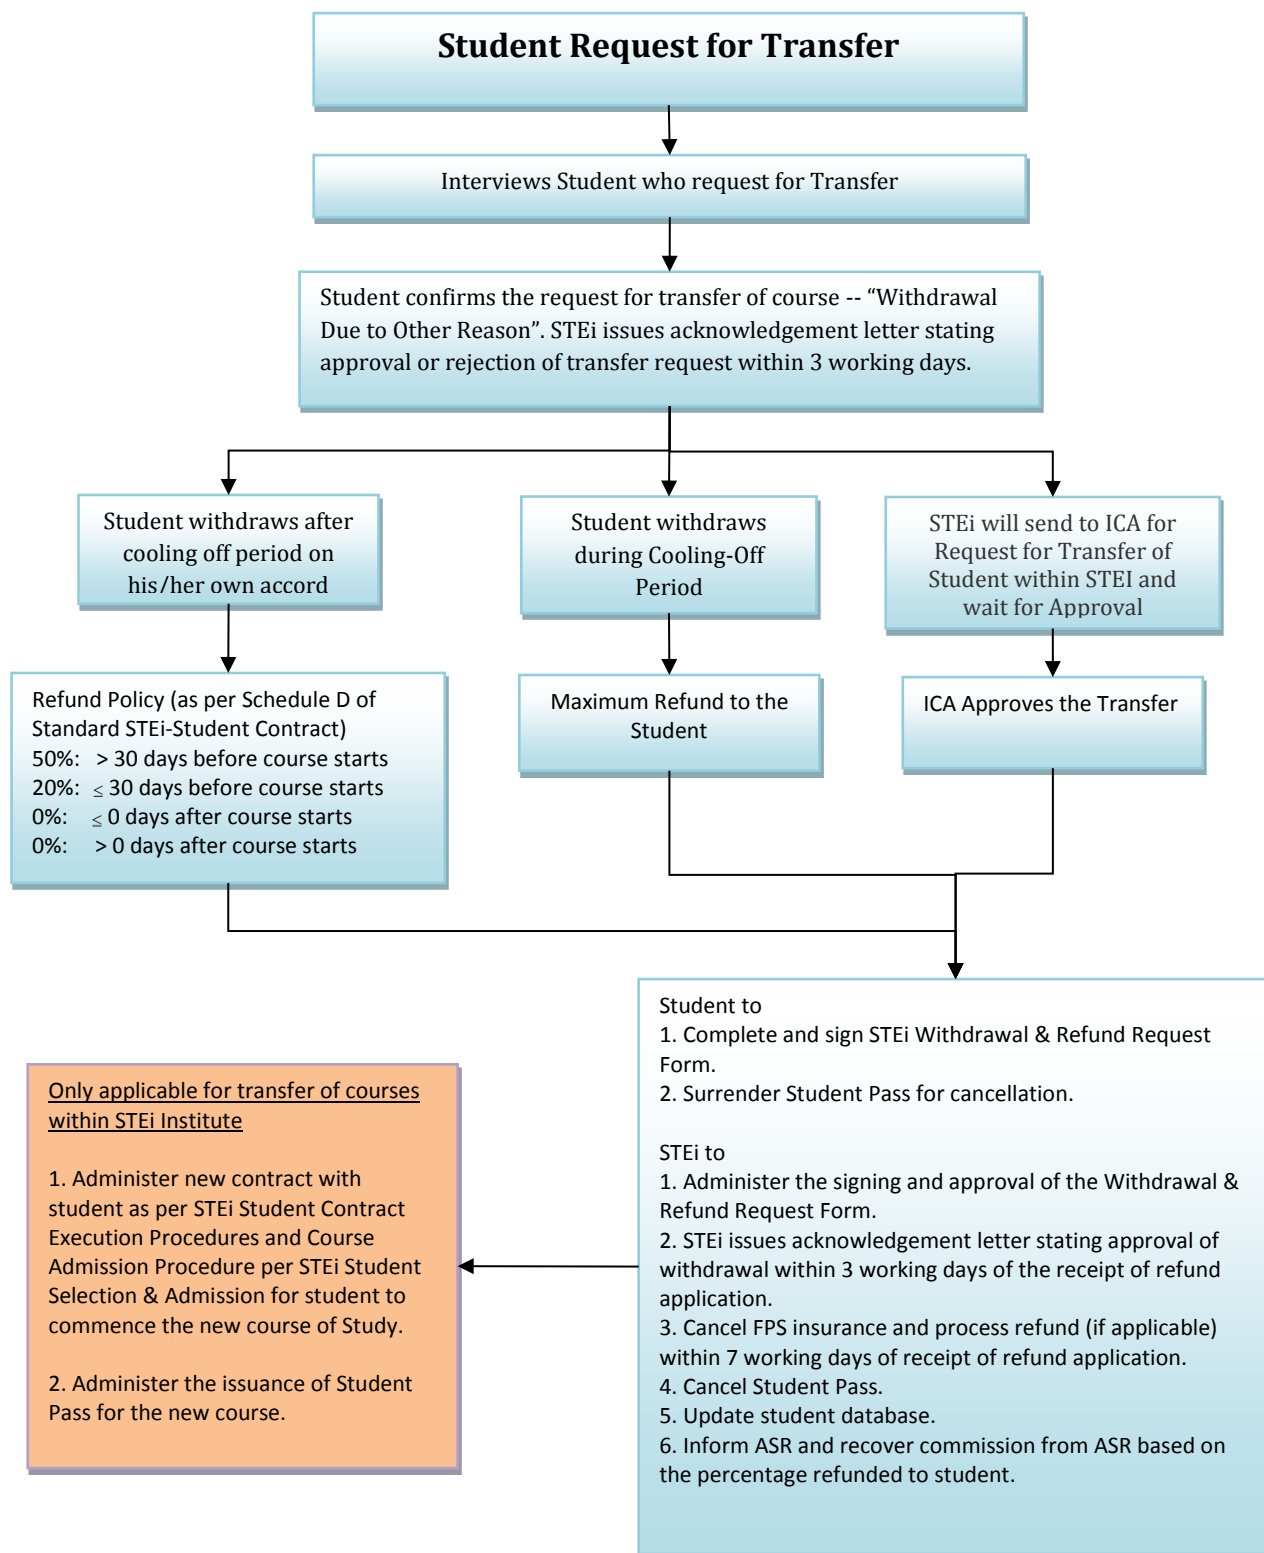 Student Request for Transfer
Interviews Student who request for Transfer
Student confirms the request for transfer of course -- “Withdrawal
Due to Other Reason”. STEi issues acknowledgement letter stating
approval or rejection of transfer request within 3 working days.
Student withdraws after
cooling off period on
his/her own accord
Student withdraws
during Cooling-Off
Period
STEi will send to ICA for
Request for Transfer of
Student within STEI and
wait for Approval
Refund Policy (as per Schedule D of
Standard STEi-Student Contract)
50%: > 30 days before course starts
20%: ≤ 30 days before course starts
0%: ≤ 0 days after course starts
0%: > 0 days after course starts
Maximum Refund to the
Student
ICA Approves the Transfer
Student to
1. Complete and sign STEi Withdrawal & Refund Request
Form.
2. Surrender Student Pass for cancellation.
STEi to
1. Administer the signing and approval of the Withdrawal &
Refund Request Form.
2. STEi issues acknowledgement letter stating approval of
withdrawal within 3 working days of the receipt of refund
application.
3. Cancel FPS insurance and process refund (if applicable)
within 7 working days of receipt of refund application.
4. Cancel Student Pass.
5. Update student database.
6. Inform ASR and recover commission from ASR based on
the percentage refunded to student.
Only applicable for transfer of courses
within STEi Institute
1. Administer new contract with
student as per STEi Student Contract
Execution Procedures and Course
Admission Procedure per STEi Student
Selection & Admission for student to
commence the new course of Study.
2. Administer the issuance of Student
Pass for the new course.